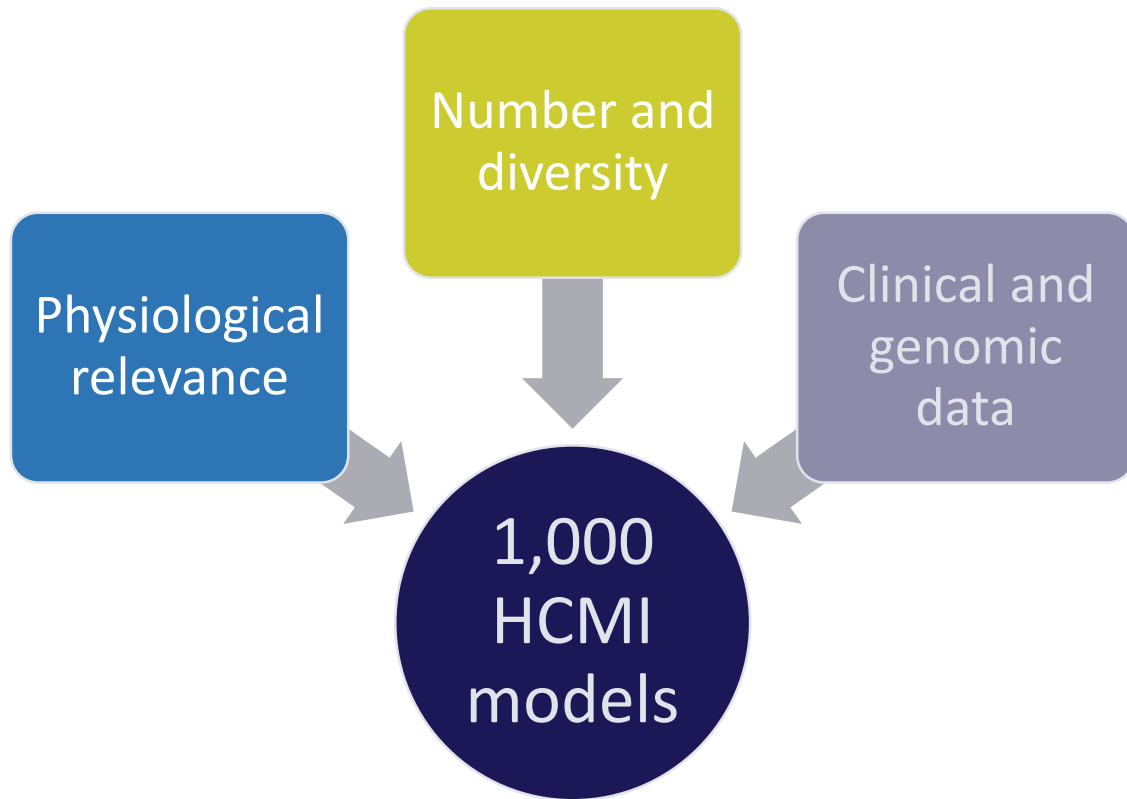 Number and
diversity
Physiological
relevance
Clinical and
genomic
data
1,000
HCMI
models